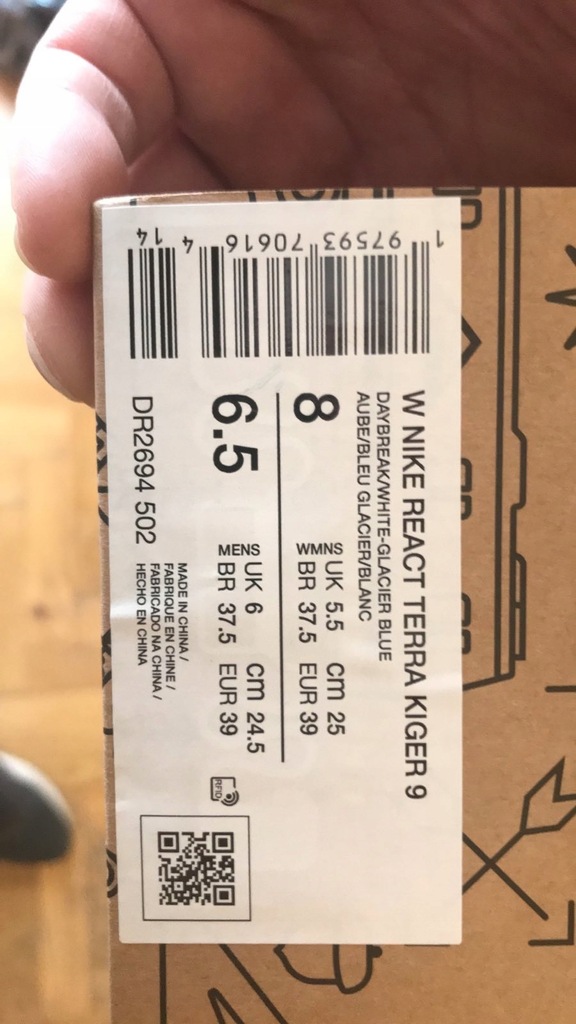 W NIKE REACT TERRA KIGER 9
DAYBREAK/WHITE-GLACIER BLUE
AUBE/BLEU GLACIER/BLANC
8 WMNS UK 5.5 cm 25
BR 37.5 EUR 39
6.5 MENS UK 6 cm 24.5
BR 37.5 EUR 39
RFID
DR2694 502
MADE IN CHINA /
FABRIQUE EN CHINE /
FABRICADO NA CHINA /
HECHO EN CHINA
1 97593 70616 4 14